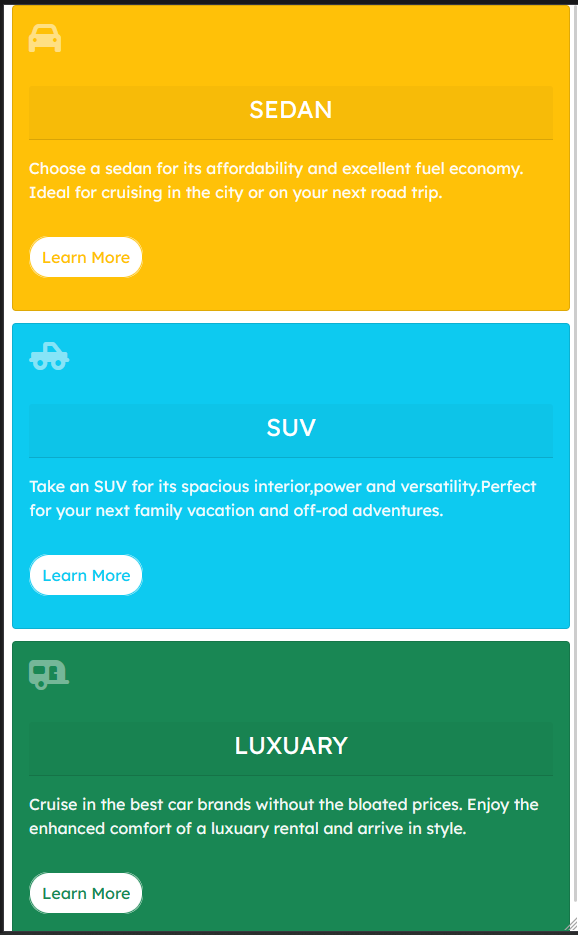 SEDAN
Choose a sedan for its affordability and excellent fuel economy.
Ideal for cruising in the city or on your next road trip.
Learn More
SUV
Take an SUV for its spacious interior,power and versatility.Perfect
for your next family vacation and off-rod adventures.
Learn More
LUXUARY
Cruise in the best car brands without the bloated prices. Enjoy the
enhanced comfort of a luxuary rental and arrive in style.
Learn More